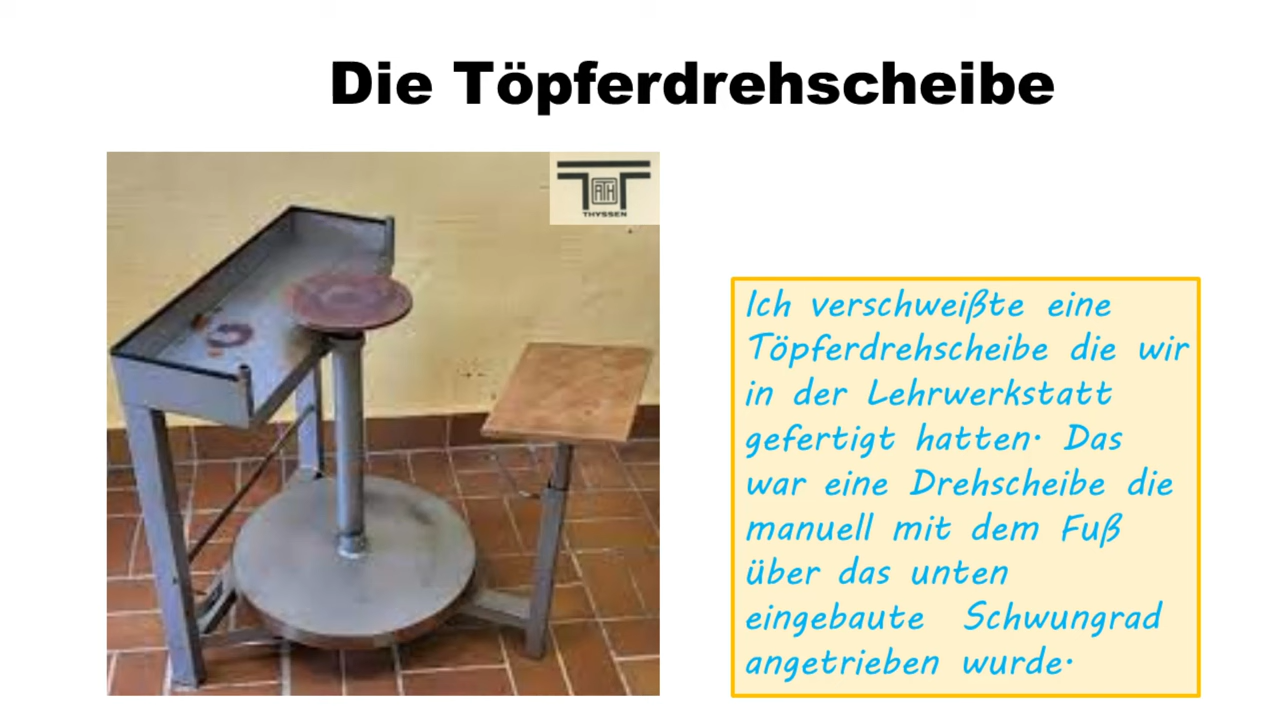 Die Töpferdrehscheibe
ATH
THYSSEN
Ich verschweißte eine
Töpferdrehscheibe die wir
in der Lehrwerkstatt
gefertigt hatten. Das
war eine Drehscheibe die
manuell mit dem Fuß
über das unten
eingebaute Schwungrad
angetrieben wurde.